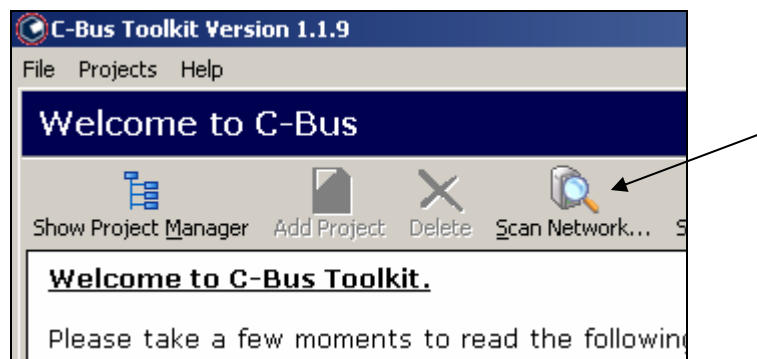 C-Bus Toolkit Version 1.1.9
File Projects Help
Welcome to C-Bus
Show Project Manager Add Project Delete Scan Network... S
Welcome to C-Bus Toolkit.
Please take a few moments to read the following